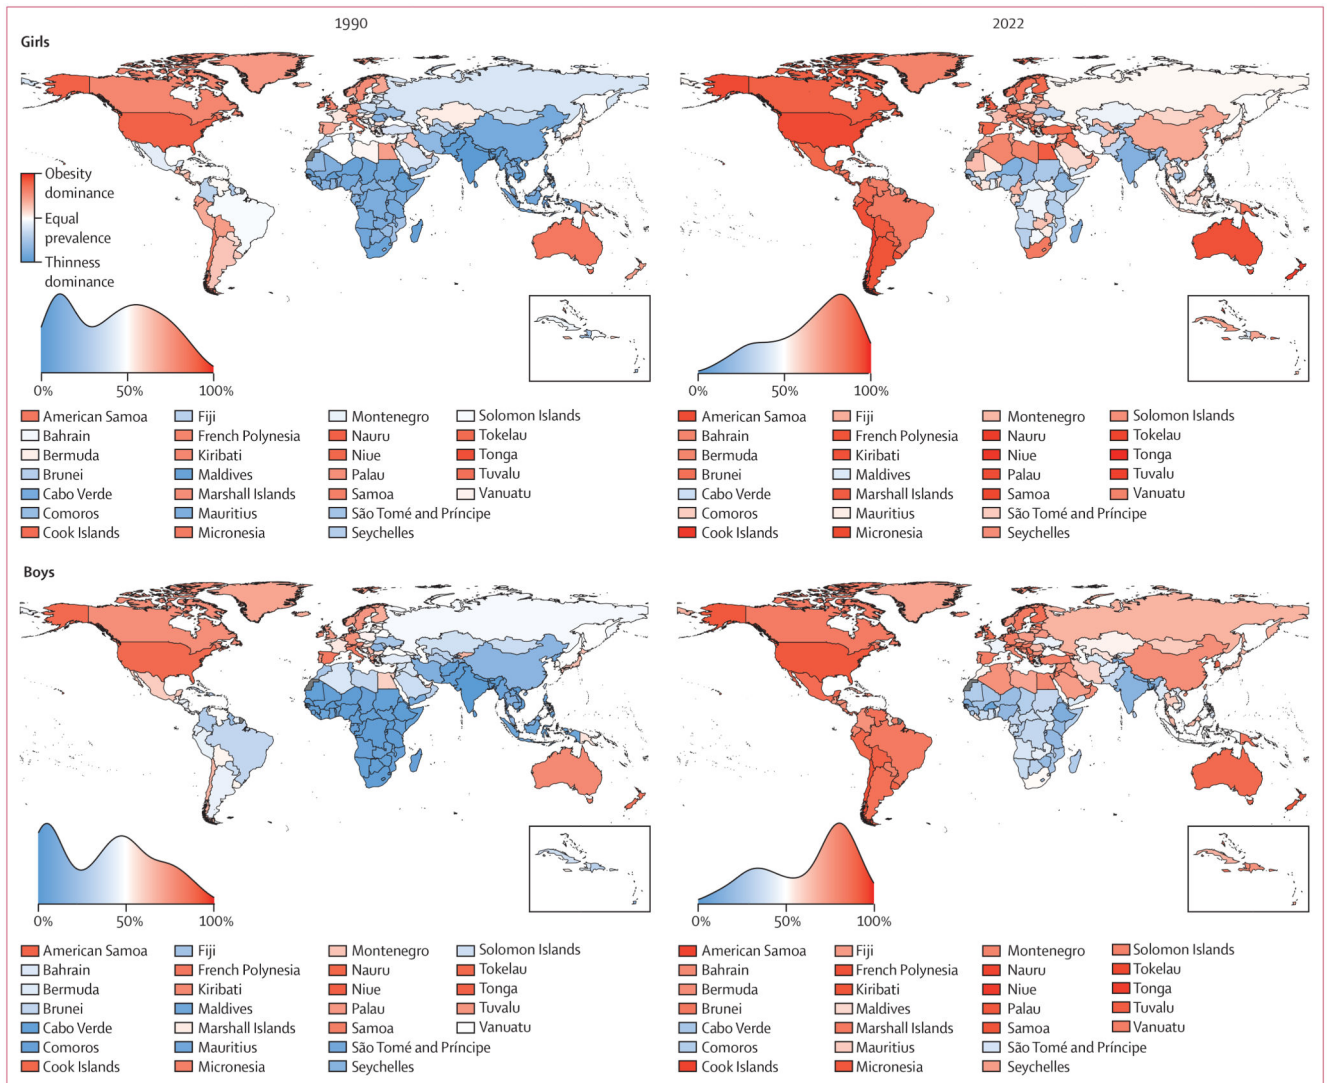 1990
2022
Girls
Obesity
dominance
Equal
prevalence
Thinness
dominance
0%
50%
100%
0%
50%
100%
American Samoa
Bahrain
Bermuda
Brunei
Cabo Verde
Comoros
Cook Islands
Fiji
French Polynesia
Kiribati
Maldives
Marshall Islands
Mauritius
Micronesia
Montenegro
Nauru
Niue
Palau
Samoa
São Tomé and Príncipe
Seychelles
Solomon Islands
Tokelau
Tonga
Tuvalu
Vanuatu
American Samoa
Bahrain
Bermuda
Brunei
Cabo Verde
Comoros
Cook Islands
Fiji
French Polynesia
Kiribati
Maldives
Marshall Islands
Mauritius
Micronesia
Montenegro
Nauru
Niue
Palau
Samoa
São Tomé and Príncipe
Seychelles
Solomon Islands
Tokelau
Tonga
Tuvalu
Vanuatu
Boys
0%
50%
100%
0%
50%
100%
American Samoa
Bahrain
Bermuda
Brunei
Cabo Verde
Comoros
Cook Islands
Fiji
French Polynesia
Kiribati
Maldives
Marshall Islands
Mauritius
Micronesia
Montenegro
Nauru
Niue
Palau
Samoa
São Tomé and Príncipe
Seychelles
Solomon Islands
Tokelau
Tonga
Tuvalu
Vanuatu
American Samoa
Bahrain
Bermuda
Brunei
Cabo Verde
Comoros
Cook Islands
Fiji
French Polynesia
Kiribati
Maldives
Marshall Islands
Mauritius
Micronesia
Montenegro
Nauru
Niue
Palau
Samoa
São Tomé and Príncipe
Seychelles
Solomon Islands
Tokelau
Tonga
Tuvalu
Vanuatu